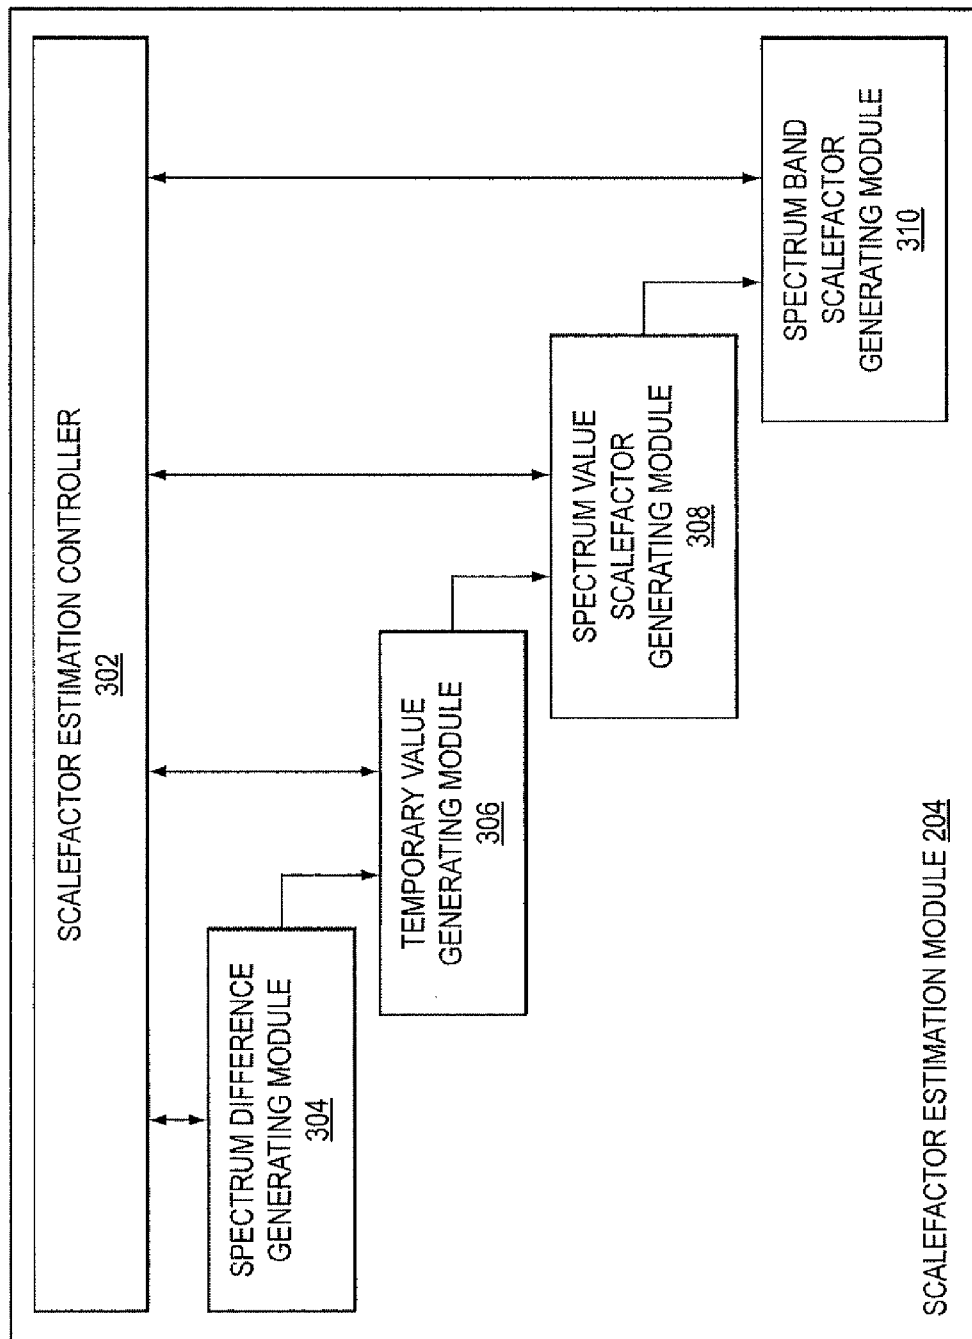 SCALEFACTOR ESTIMATION CONTROLLER
302
SPECTRUM DIFFERENCE
GENERATING MODULE
304
TEMPORARY VALUE
GENERATING MODULE
306
SPECTRUM VALUE
SCALEFACTOR
GENERATING MODULE
308
SPECTRUM BAND
SCALEFACTOR
GENERATING MODULE
310
SCALEFACTOR ESTIMATION MODULE 204